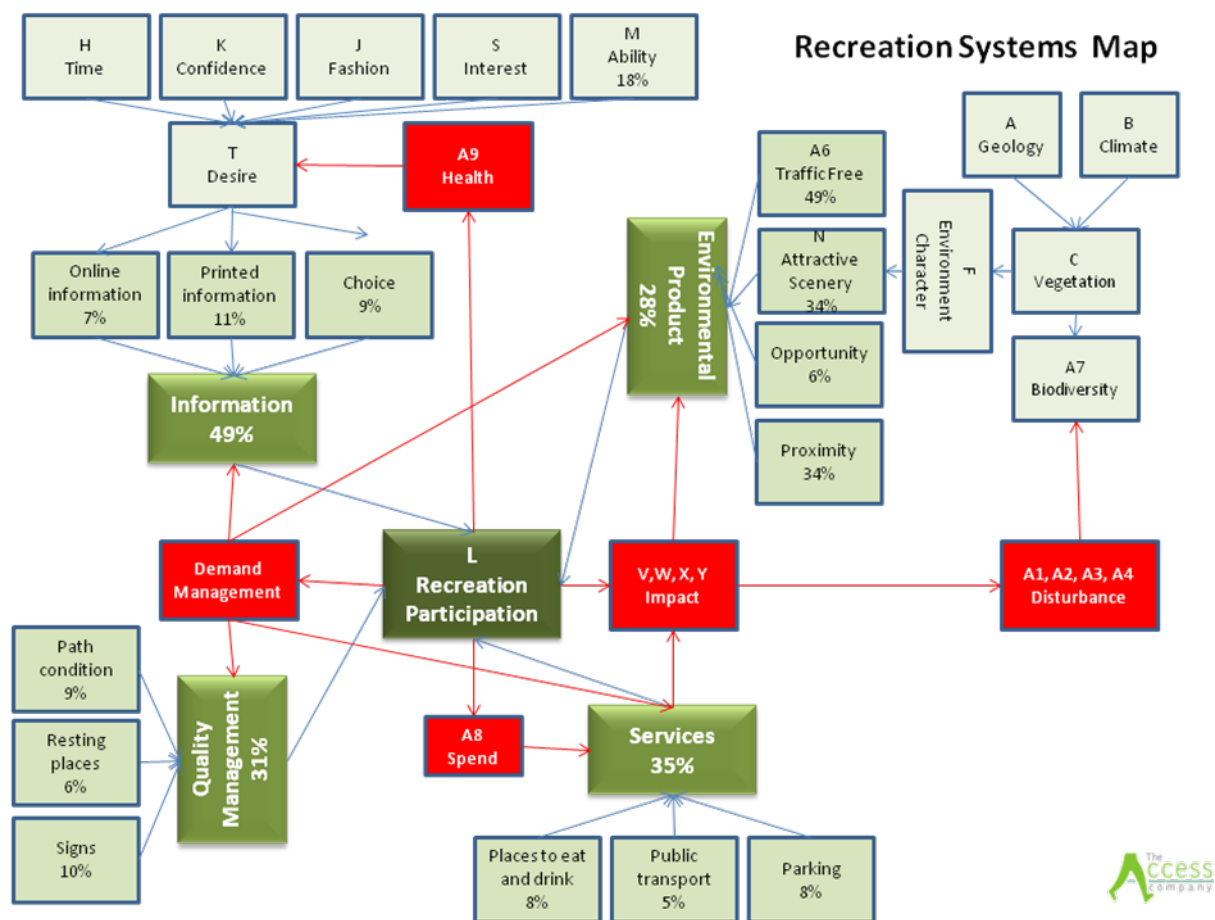 Recreation Systems Map
H
Time
K
Confidence
J
Fashion
S
Interest
M
Ability
18%
T
Desire
A9
Health
A6
Traffic Free
49%
A
Geology
B
Climate
Online
information
7%
Printed
information
11%
Choice
9%
Environmental
Product
28%
N
Attractive
Scenery
34%
F
Environment
Character
C
Vegetation
Opportunity
6%
A7
Biodiversity
Information
49%
Proximity
34%
Demand
Management
L
Recreation
Participation
V,W,X,Y
Impact
A1, A2, A3, A4
Disturbance
Path
condition
9%
Resting
places
6%
Signs
10%
Quality
Management
31%
A8
Spend
Services
35%
Places to eat
and drink
8%
Public
transport
5%
Parking
8%
The
Access
company